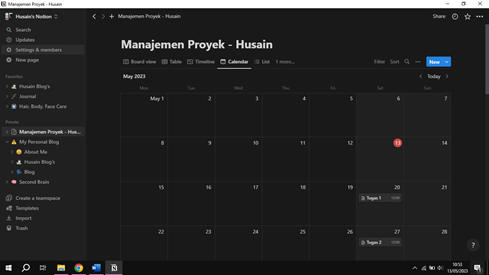 Manajemen Proyek - Husain
Husain's Notion
Manajemen Proyek - Husain
Share
Search
Updates
Settings & members
New page
Favorites
Husain Blog's
Journal
Hair, Body, Face Care
Private
Manajemen Proyek - Hus...
My Personal Blog
About Me
Husain Blog's
Blog
Second Brain
Create a teamspace
Templates
Import
Trash
Manajemen Proyek - Husain
Board view
Table
Timeline
Calendar
List
1 more...
Filter
Sort
New
May 2023
Today
Mon Tue Wed Thu Fri Sat Sun
May 1 2 3 4 5 6 7
8 9 10 11 12 13 14
15 16 17 18 19 20 21
Tugas 1
22 23 24 25 26 27 28
Tugas 2
?
10:53
13/05/2023